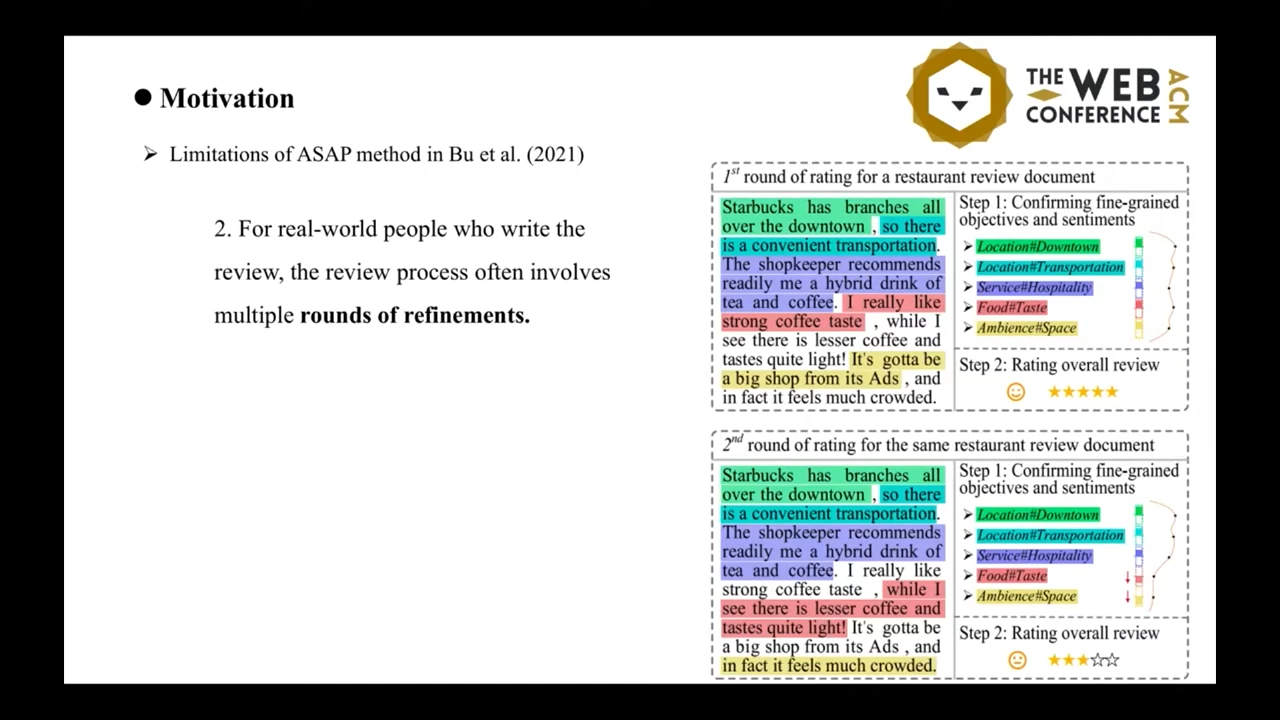 ● Motivation
➢ Limitations of ASAP method in Bu et al. (2021)
2. For real-world people who write the
review, the review process often involves
multiple rounds of refinements.
THE WEB
CONFERENCE
ACM
1st round of rating for a restaurant review document
Starbucks has branches all
over the downtown , so there
is a convenient transportation.
The shopkeeper recommends
readily me a hybrid drink of
tea and coffee. I really like
strong coffee taste , while I
see there is lesser coffee and
tastes quite light! It's gotta be
a big shop from its Ads , and
in fact it feels much crowded.
Step 1: Confirming fine-grained
objectives and sentiments
➢ Location#Downtown
➢ Location#Transportation
➢ Service#Hospitality
➢ Food#Taste
➢ Ambience#Space
Step 2: Rating overall review
2nd round of rating for the same restaurant review document
Starbucks has branches all
over the downtown , so there
is a convenient transportation.
The shopkeeper recommends
readily me a hybrid drink of
tea and coffee. I really like
strong coffee taste , while I
see there is lesser coffee and
tastes quite light! It's gotta be
a big shop from its Ads , and
in fact it feels much crowded.
Step 1: Confirming fine-grained
objectives and sentiments
➢ Location#Downtown
➢ Location#Transportation
➢ Service#Hospitality
➢ Food#Taste
➢ Ambience#Space
Step 2: Rating overall review